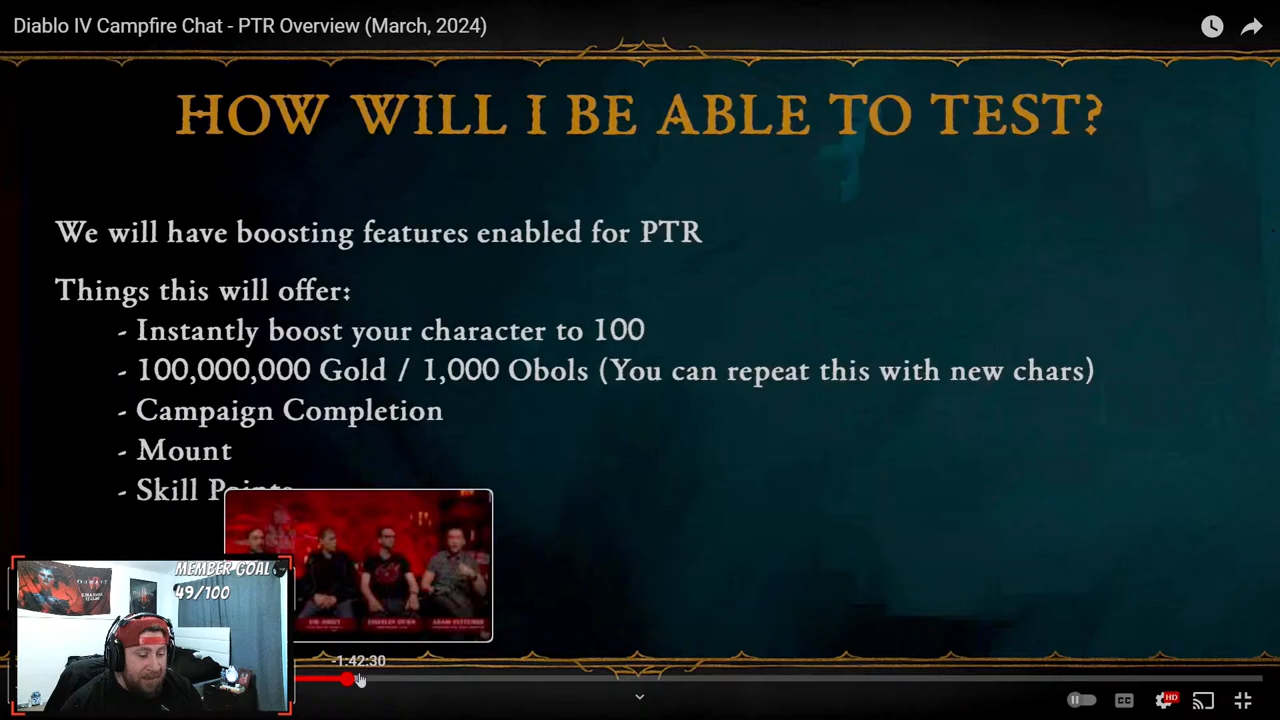 Diablo IV Campfire Chat - PTR Overview (March, 2024)
HOW WILL I BE ABLE TO TEST?
We will have boosting features enabled for PTR
Things this will offer:
- Instantly boost your character to 100
- 100,000,000 Gold / 1,000 Obols (You can repeat this with new chars)
- Campaign Completion
- Mount
- Skill Points
MEMBER GOAL
49/100
-1:42:30
CC
HD